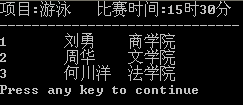 项目:游泳 比赛时间:15时30分
1 刘勇 商学院
2 周华 文学院
3 何川洋 法学院
Press any key to continue